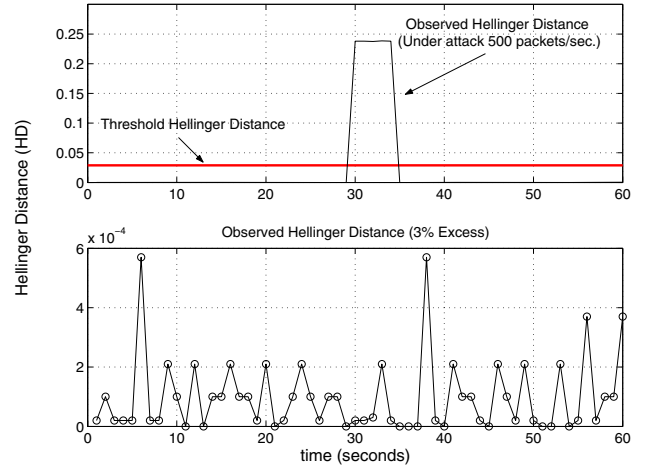 Observed Hellinger Distance
(Under attack 500 packets/sec.)
0.25
0.2
0.15
0.1
0.05
0
Threshold Hellinger Distance
0 10 20 30 40 50 60
Hellinger Distance (HD)
x 10⁻⁴
Observed Hellinger Distance (3% Excess)
6
4
2
0
0 10 20 30 40 50 60
time (seconds)